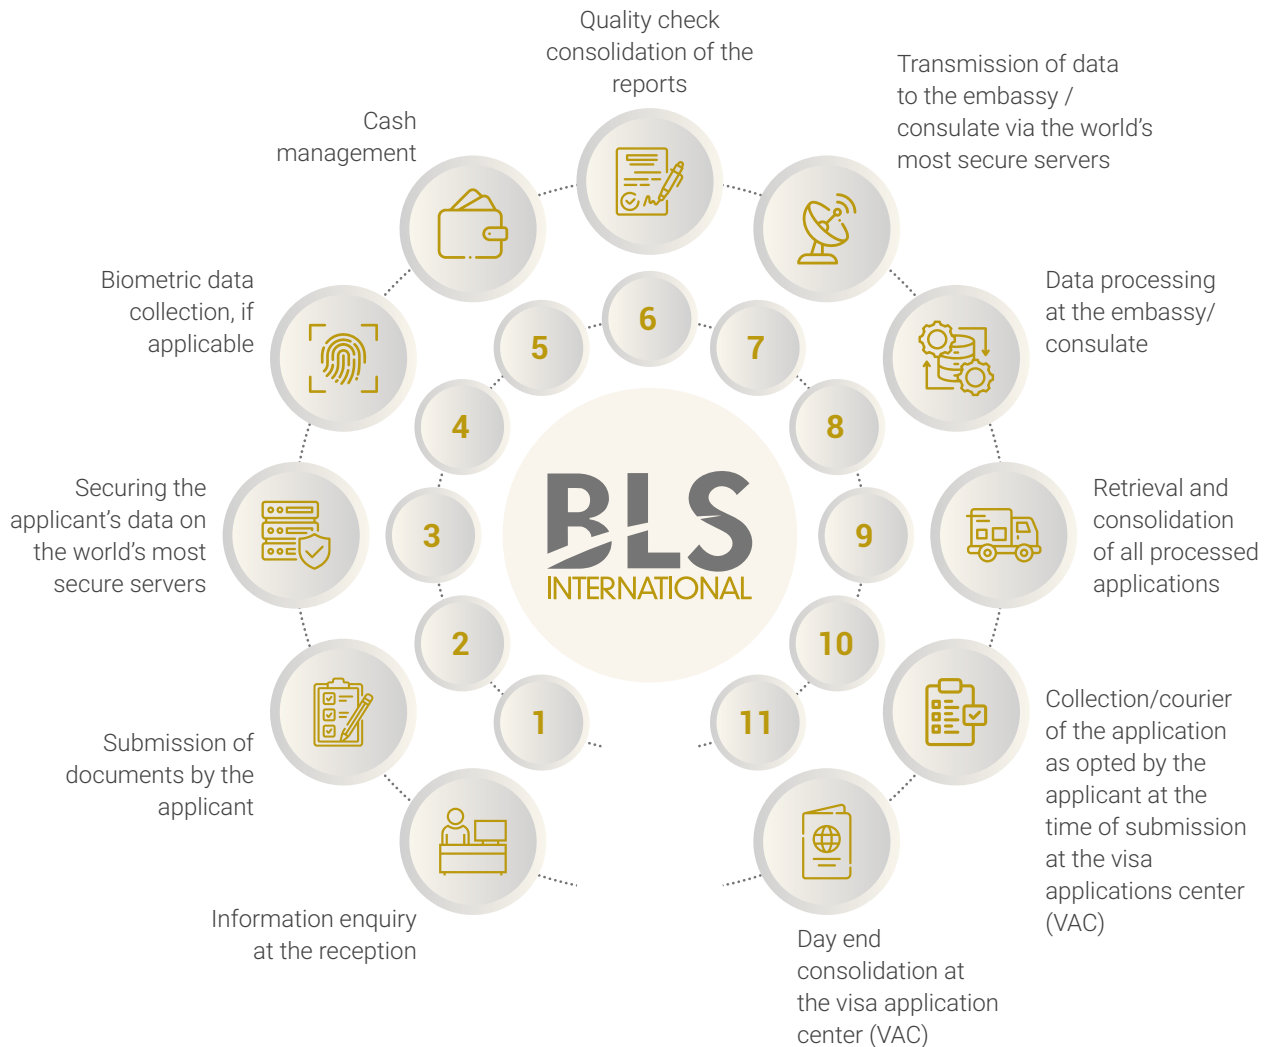 Information enquiry
at the reception
1
Submission of
documents by the
applicant
2
Securing the
applicant’s data on
the world’s most
secure servers
3
Biometric data
collection, if
applicable
4
Cash
management
5
Quality check
consolidation of the
reports
6
Transmission of data
to the embassy /
consulate via the world’s
most secure servers
7
Data processing
at the embassy/
consulate
8
Retrieval and
consolidation
of all processed
applications
9
Collection/courier
of the application
as opted by the
applicant at the
time of submission
at the visa
applications center
(VAC)
10
Day end
consolidation at
the visa application
center (VAC)
11
BLS
INTERNATIONAL